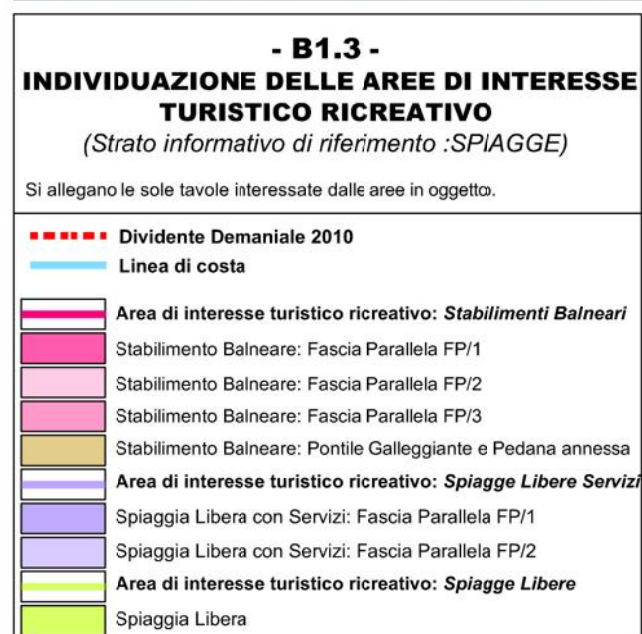 - B1.3 -
INDIVIDUAZIONE DELLE AREE DI INTERESSE
TURISTICO RICREATIVO
(Strato informativo di riferimento :SPIAGGE)
Si allegano le sole tavole interessate dalle aree in oggetto.
Dividente Demaniale 2010
Linea di costa
Area di interesse turistico ricreativo: Stabilimenti Balneari
Stabilimento Balneare: Fascia Parallela FP/1
Stabilimento Balneare: Fascia Parallela FP/2
Stabilimento Balneare: Fascia Parallela FP/3
Stabilimento Balneare: Pontile Galleggiante e Pedana annessa
Area di interesse turistico ricreativo: Spiagge Libere Servizi
Spiaggia Libera con Servizi: Fascia Parallela FP/1
Spiaggia Libera con Servizi: Fascia Parallela FP/2
Area di interesse turistico ricreativo: Spiagge Libere
Spiaggia Libera